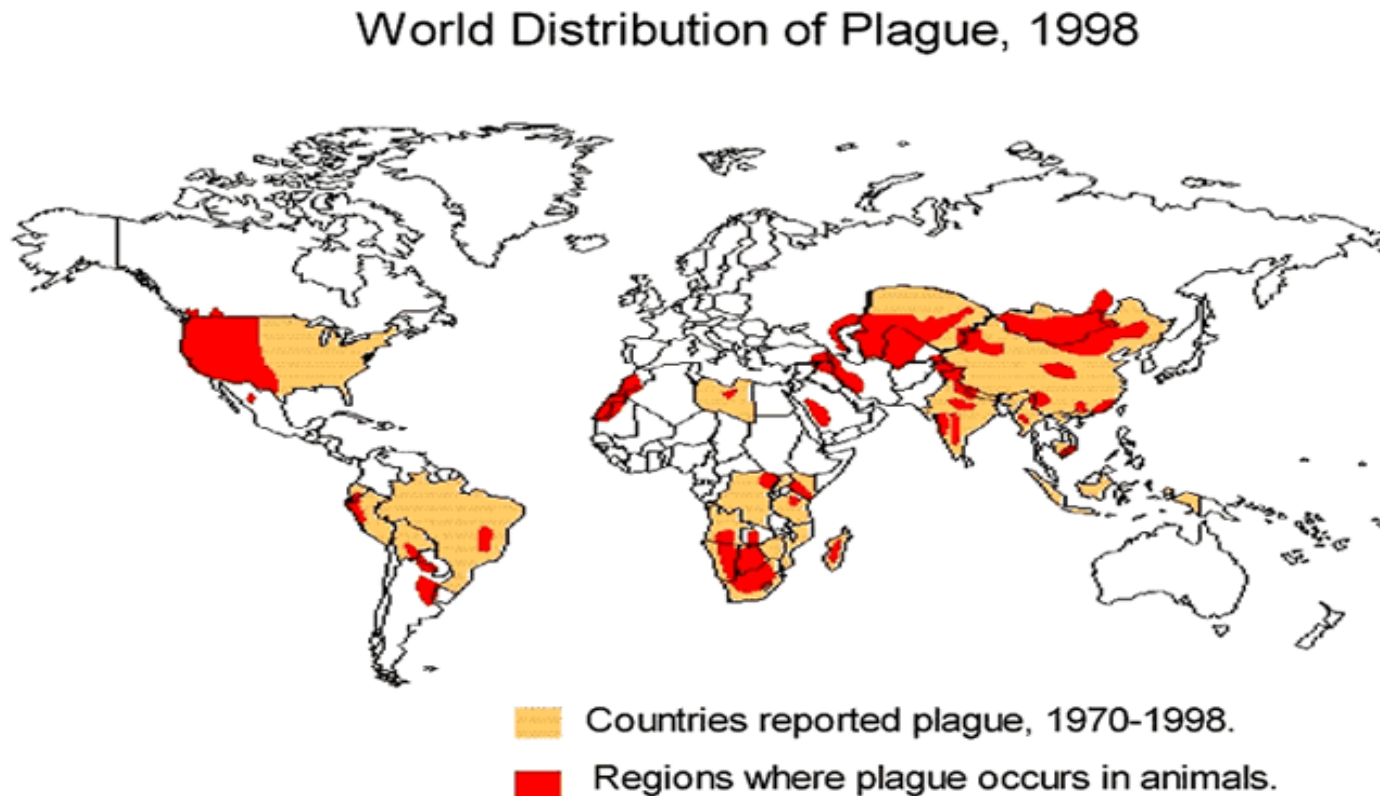 World Distribution of Plague, 1998
Countries reported plague, 1970-1998.
Regions where plague occurs in animals.